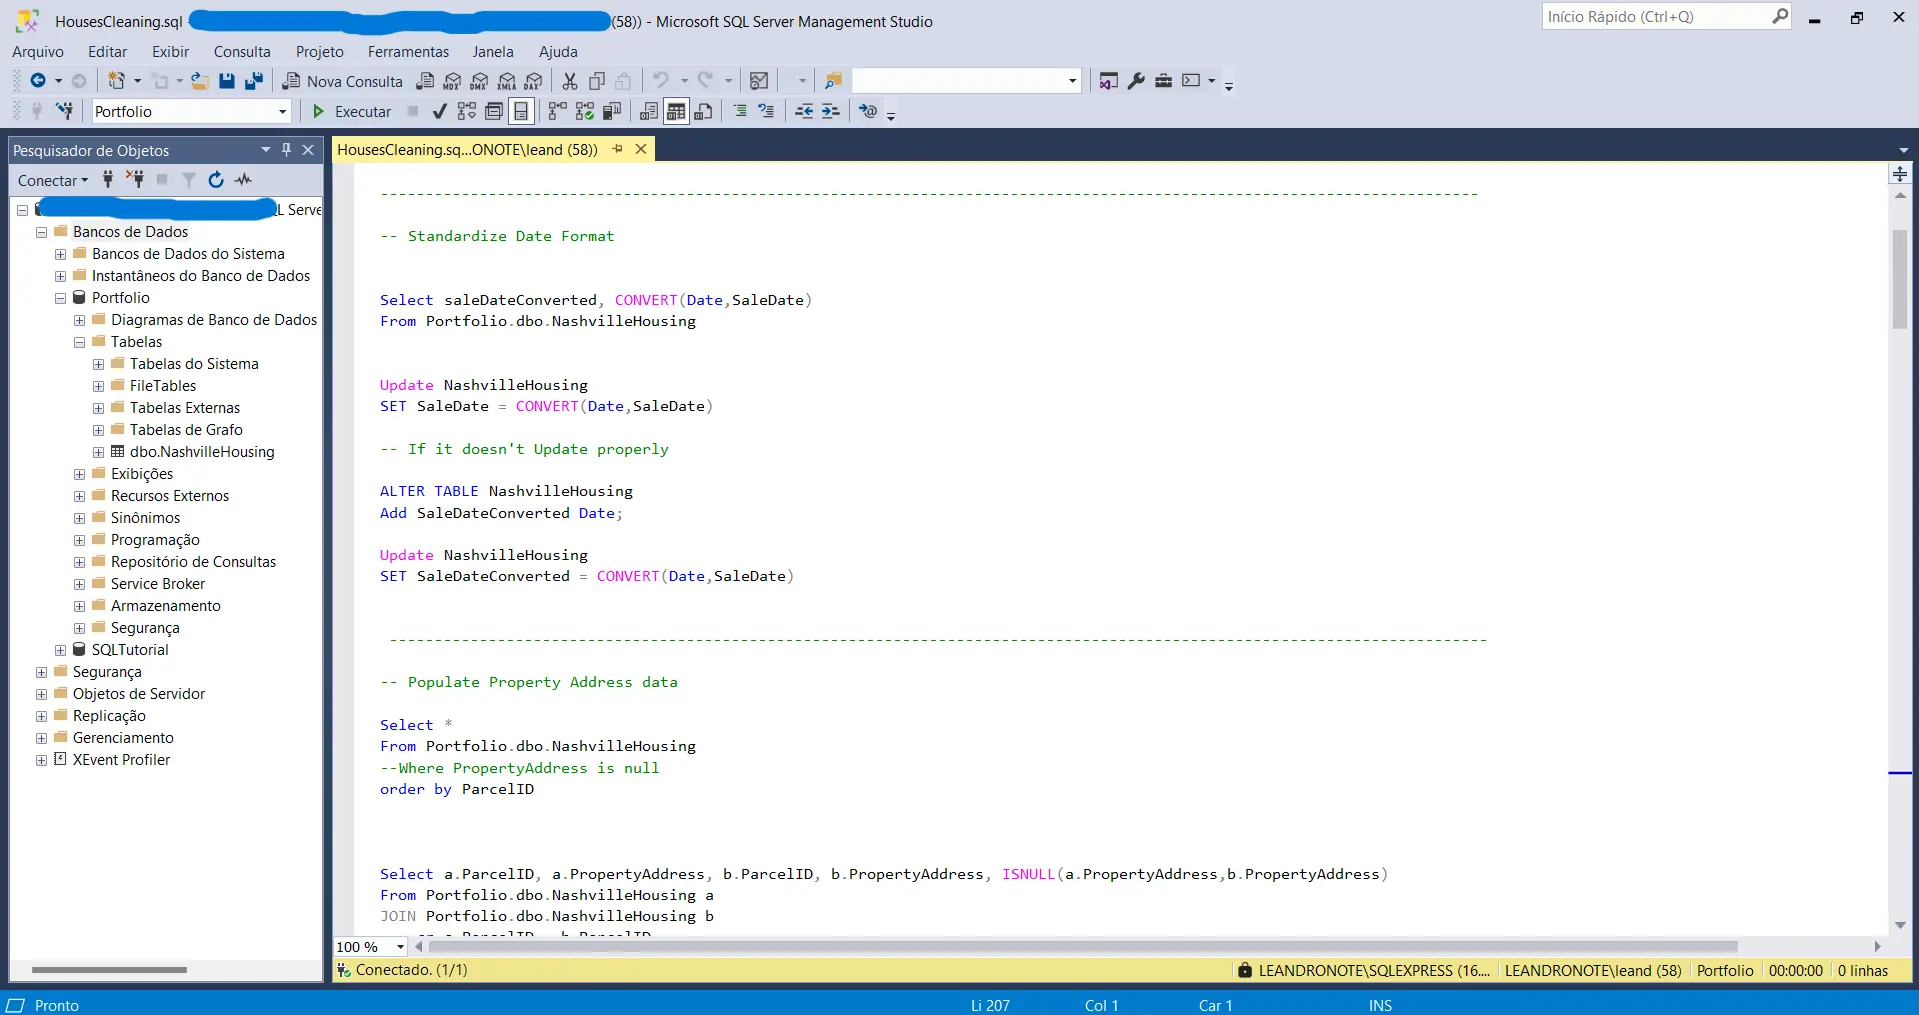 HousesCleaning.sql - (58)) - Microsoft SQL Server Management Studio
Início Rápido (Ctrl+Q)
Arquivo Editar Exibir Consulta Projeto Ferramentas Janela Ajuda
Nova Consulta MDX DMX XMLA DAX
Portfolio Executar
Pesquisador de Objetos
Conectar
L Serve
Bancos de Dados
Bancos de Dados do Sistema
Instantâneos do Banco de Dados
Portfolio
Diagramas de Banco de Dados
Tabelas
Tabelas do Sistema
FileTables
Tabelas Externas
Tabelas de Grafo
dbo.NashvilleHousing
Exibições
Recursos Externos
Sinônimos
Programação
Repositório de Consultas
Service Broker
Armazenamento
Segurança
SQLTutorial
Segurança
Objetos de Servidor
Replicação
Gerenciamento
XEvent Profiler
HousesCleaning.sq...ONOTE\leand (58))
--------------------------------------------------------------------------------------------------------------------------
-- Standardize Date Format
Select saleDateConverted, CONVERT(Date,SaleDate)
From Portfolio.dbo.NashvilleHousing
Update NashvilleHousing
SET SaleDate = CONVERT(Date,SaleDate)
-- If it doesn't Update properly
ALTER TABLE NashvilleHousing
Add SaleDateConverted Date;
Update NashvilleHousing
SET SaleDateConverted = CONVERT(Date,SaleDate)
--------------------------------------------------------------------------------------------------------------------------
-- Populate Property Address data
Select *
From Portfolio.dbo.NashvilleHousing
--Where PropertyAddress is null
order by ParcelID
Select a.ParcelID, a.PropertyAddress, b.ParcelID, b.PropertyAddress, ISNULL(a.PropertyAddress,b.PropertyAddress)
From Portfolio.dbo.NashvilleHousing a
JOIN Portfolio.dbo.NashvilleHousing b
100 %
Conectado. (1/1) LEANDRONOTE\SQLEXPRESS (16.... LEANDRONOTE\leand (58) Portfolio 00:00:00 0 linhas
Pronto Li 207 Col 1 Car 1 INS